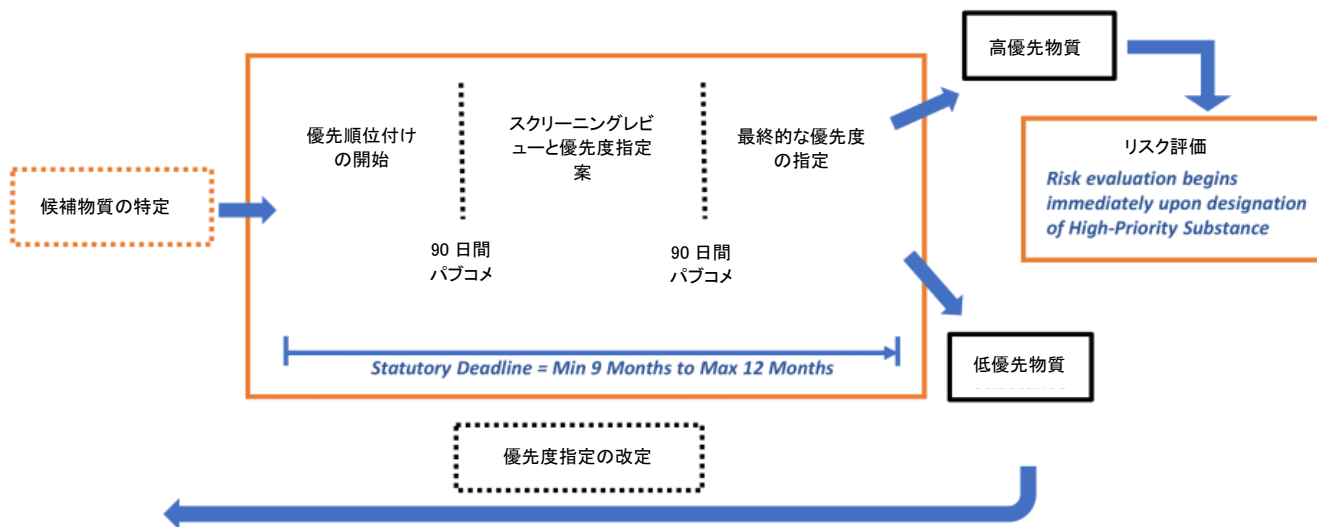 候補物質の特定
優先順位付け
の開始
90 日間
パブコメ
スクリーニングレビ
ューと優先度指定
案
90 日間
パブコメ
最終的な優先度
の指定
Statutory Deadline = Min 9 Months to Max 12 Months
高優先物質
リスク評価
Risk evaluation begins
immediately upon designation
of High-Priority Substance
低優先物質
優先度指定の改定